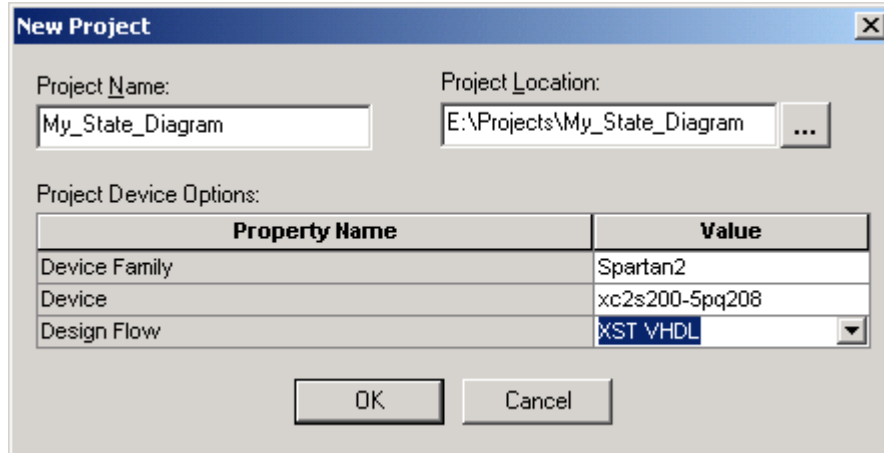 New Project
Project Name:
Project Location:
My_State_Diagram
E:\Projects\My_State_Diagram
...
Project Device Options:
Property Name Value
Device Family Spartan2
Device xc2s200-5pq208
Design Flow XST VHDL
OK Cancel